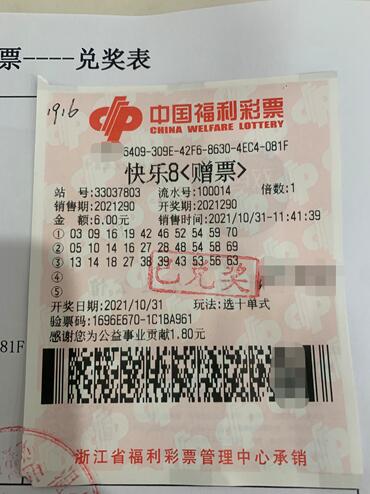 票----兑奖表
1916
中国福利彩票
CHINA WELFARE LOTTERY
6409-309E-42F6-8630-4EC4-081F
快乐8<赠票>
站 号:33037803 流水号:100014 倍数:1
销售期:2021290 开奖期:2021290
金 额:6.00元 销售时间:2021/10/31-11:41:39
① 03 09 16 19 42 46 52 54 59 70
② 05 10 14 16 27 28 48 54 58 69
③ 13 14 18 27 38 39 43 53 56 63
④
⑤
已兑奖
开奖日期:2021/10/31 玩法:选十单式
验票码:1696E670-1C1BA961
感谢您为公益事业贡献1.80元
081F
浙江省福利彩票管理中心承销